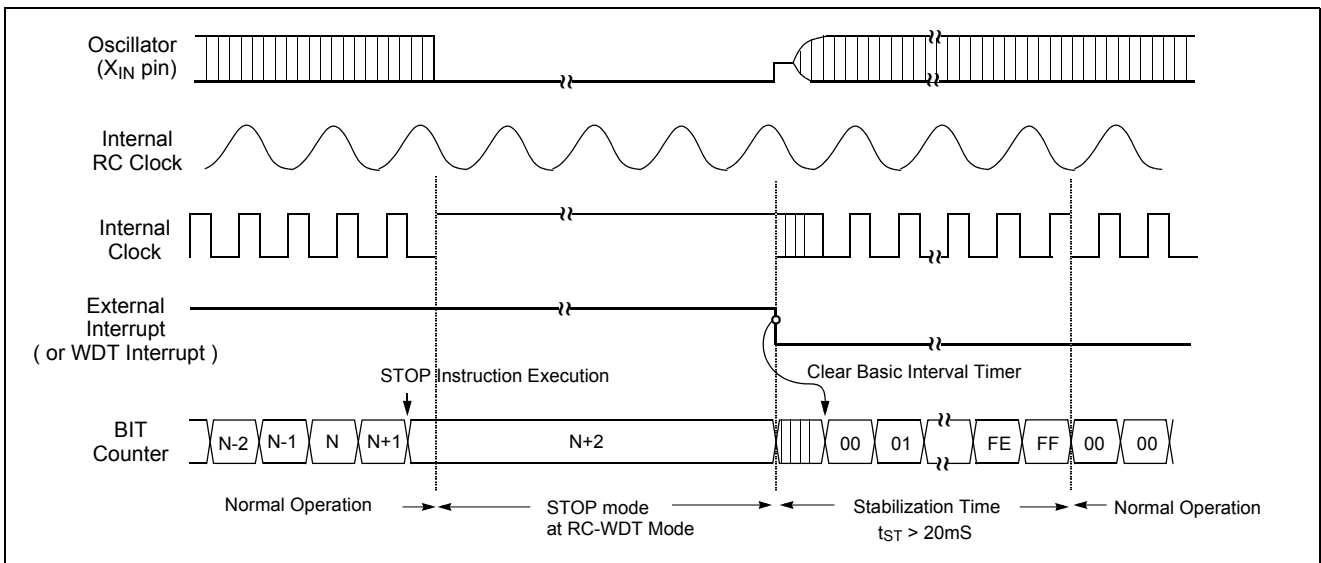 Oscillator
(XIN pin)
Internal
RC Clock
Internal
Clock
External
Interrupt
( or WDT Interrupt )
STOP Instruction Execution
Clear Basic Interval Timer
BIT
Counter
N-2 N-1 N N+1 N+2 00 01 FE FF 00 00
Normal Operation
STOP mode
at RC-WDT Mode
Stabilization Time
tST > 20mS
Normal Operation